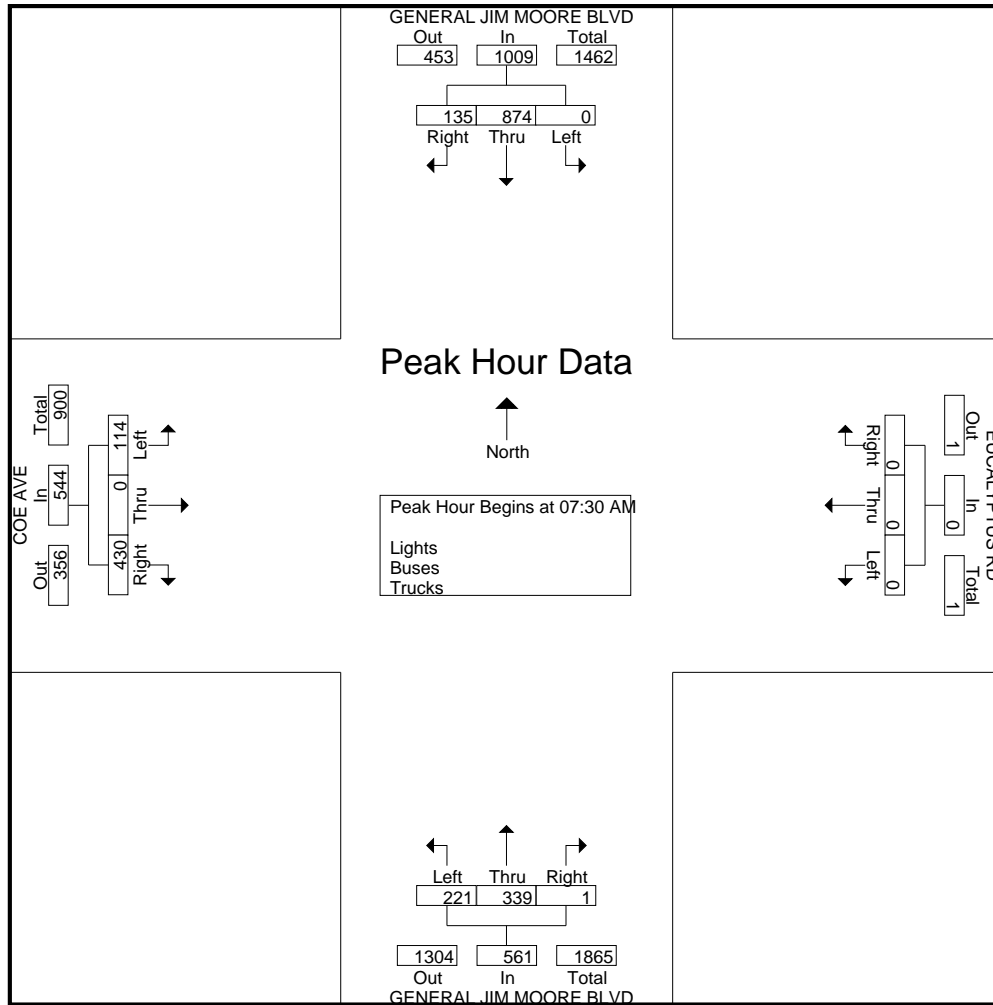 GENERAL JIM MOORE BLVD
Out In Total
453 1009 1462
135 874 0
Right Thru Left
Peak Hour Data
North
Peak Hour Begins at 07:30 AM
Lights
Buses
Trucks
COE AVE
Out In Total
356 544 900
430 0 114
Right Thru Left
EUCALYPTUS RD
Out In Total
1 0 1
0 0 0
Right Thru Left
Left Thru Right
221 339 1
1304 561 1865
Out In Total
GENERAL JIM MOORE BLVD